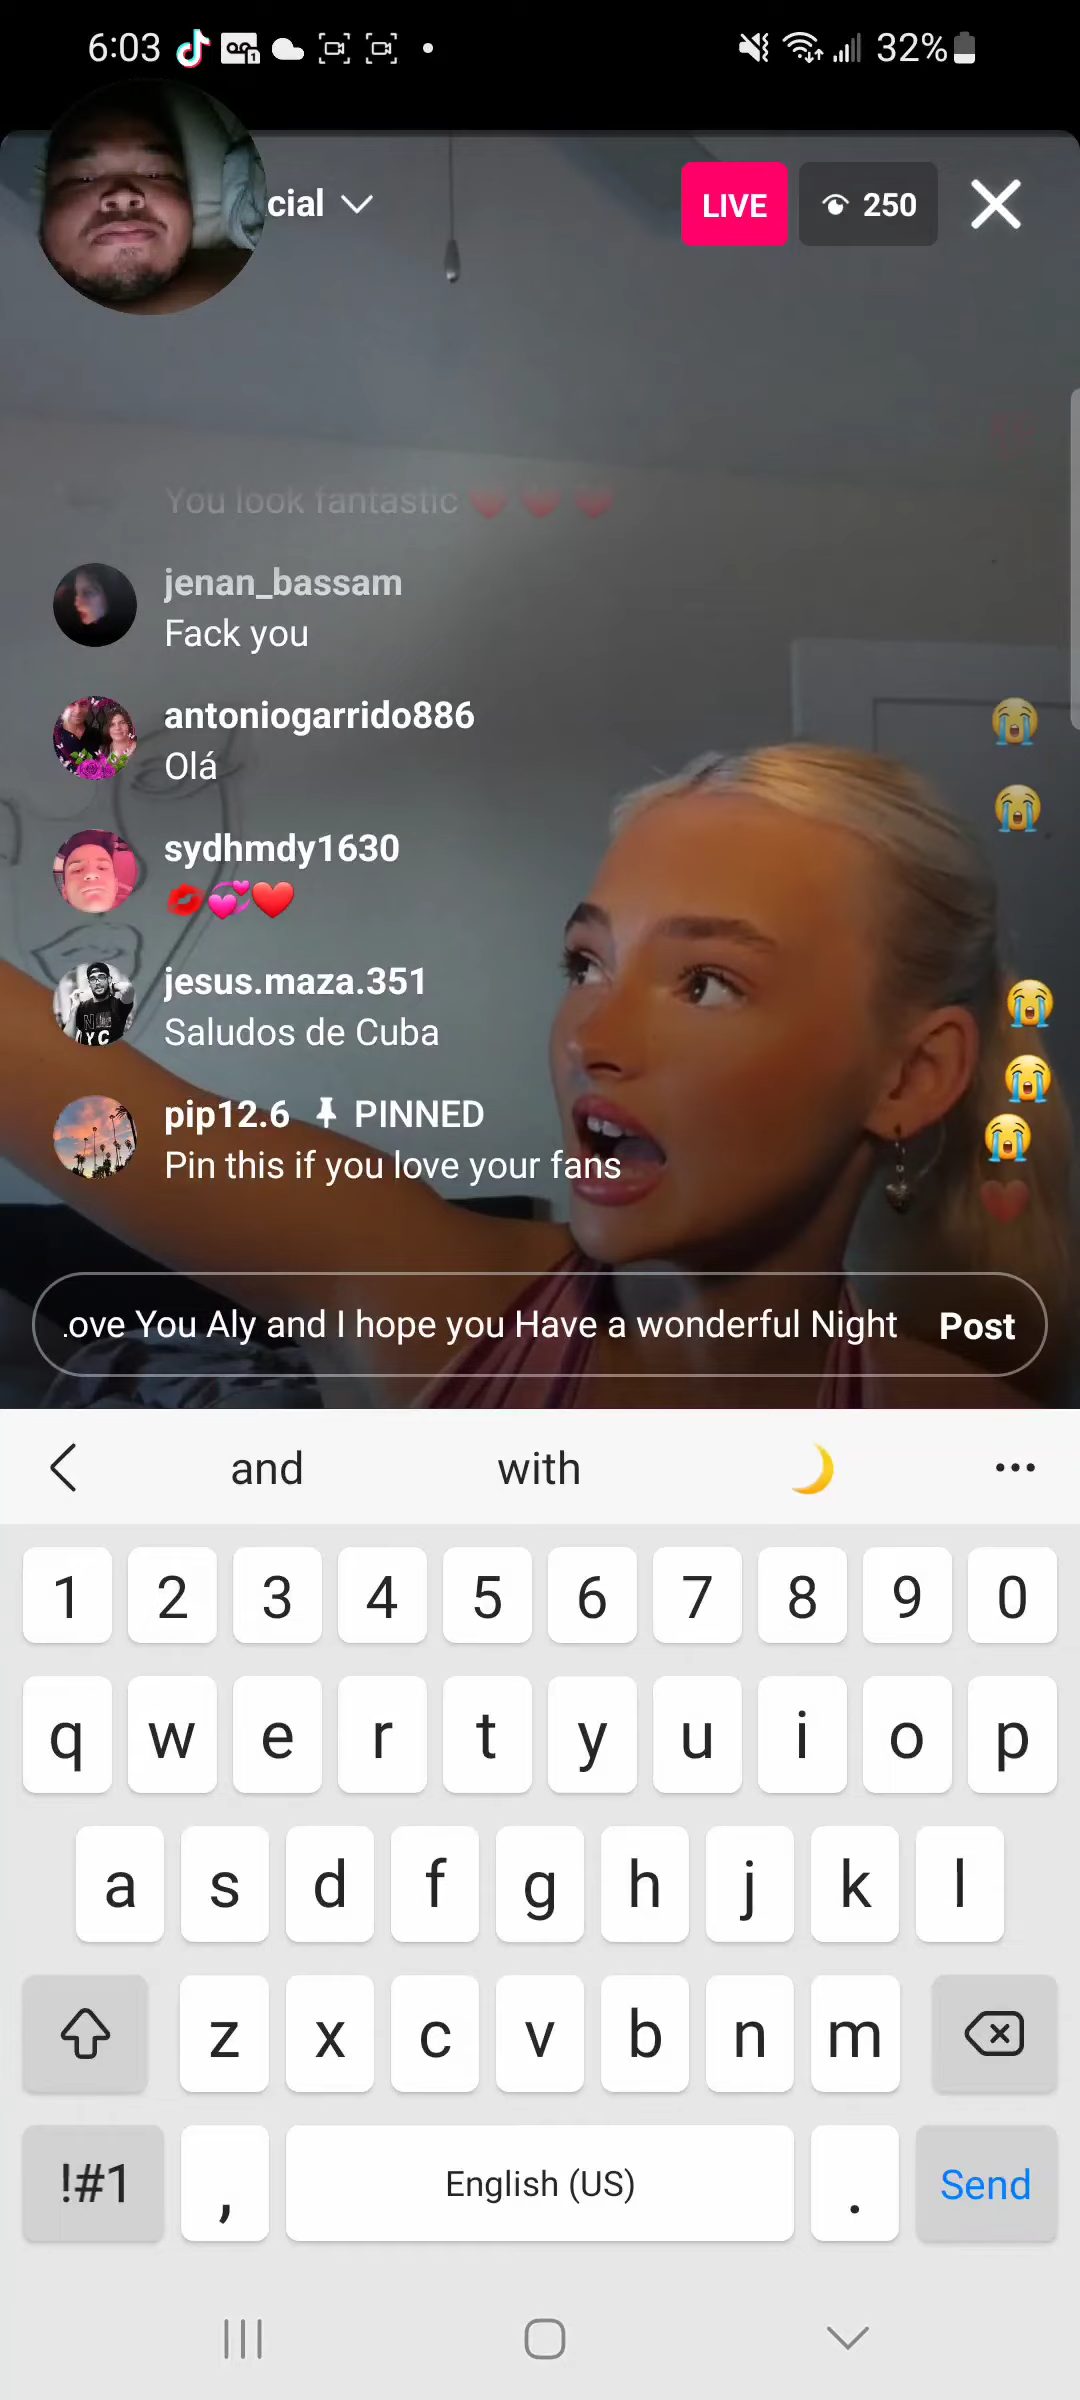 6:03
32%
cial
LIVE
250
You look fantastic ❤️ ❤️ ❤️
jenan_bassam
Fack you
antoniogarrido886
Olá
sydhmdy1630
💋💞❤️
jesus.maza.351
Saludos de Cuba
pip12.6 PINNED
Pin this if you love your fans
ove You Aly and I hope you Have a wonderful Night
Post
and with 🌙 ...
1 2 3 4 5 6 7 8 9 0
q w e r t y u i o p
a s d f g h j k l
z x c v b n m
!#1 , English (US) . Send